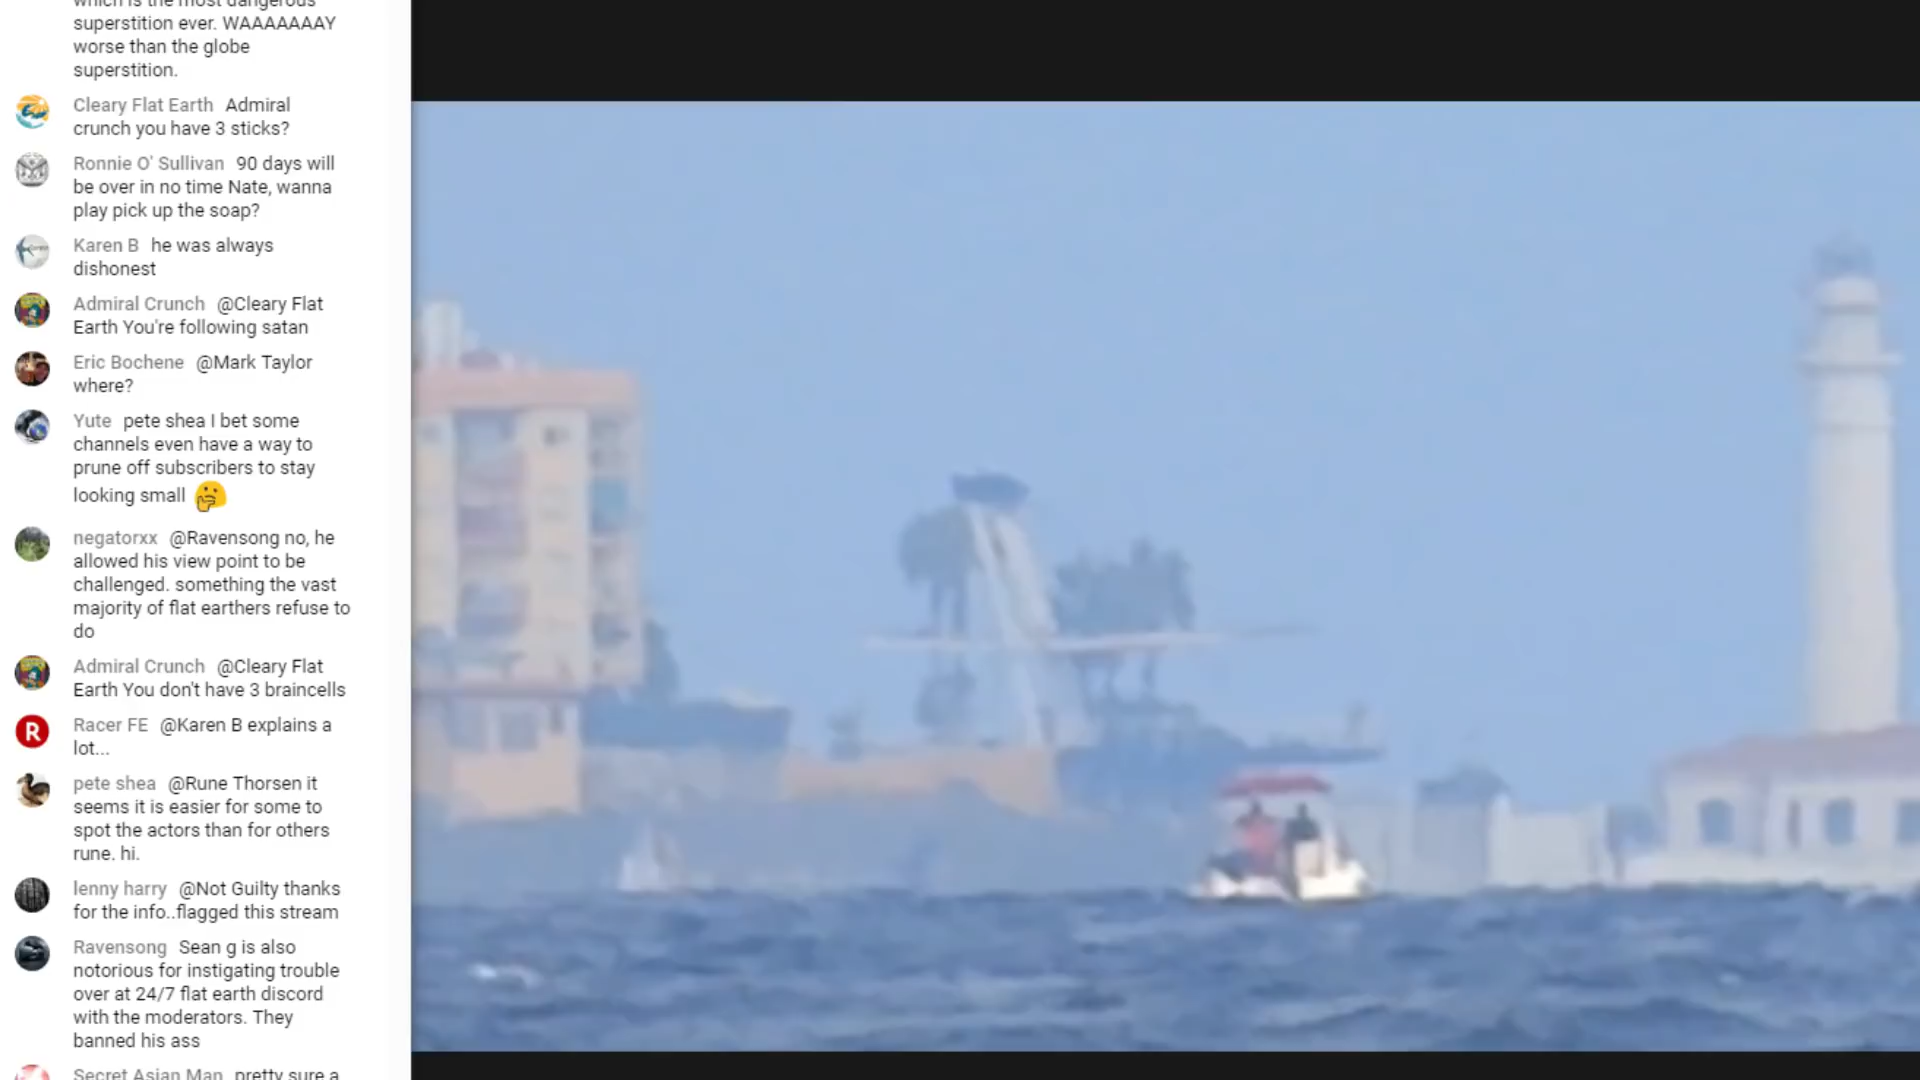 which is the most dangerous
superstition ever. WAAAAAAAY
worse than the globe
superstition.
Cleary Flat Earth Admiral
crunch you have 3 sticks?
Ronnie O' Sullivan 90 days will
be over in no time Nate, wanna
play pick up the soap?
Karen B he was always
dishonest
Admiral Crunch @Cleary Flat
Earth You're following satan
Eric Bochene @Mark Taylor
where?
Yute pete shea I bet some
channels even have a way to
prune off subscribers to stay
looking small 🤔
negatorxx @Ravensong no, he
allowed his view point to be
challenged. something the vast
majority of flat earthers refuse to
do
Admiral Crunch @Cleary Flat
Earth You don't have 3 braincells
R
Racer FE @Karen B explains a
lot...
pete shea @Rune Thorsen it
seems it is easier for some to
spot the actors than for others
rune. hi.
lenny harry @Not Guilty thanks
for the info..flagged this stream
Ravensong Sean g is also
notorious for instigating trouble
over at 24/7 flat earth discord
with the moderators. They
banned his ass
Secret Asian Man pretty sure a